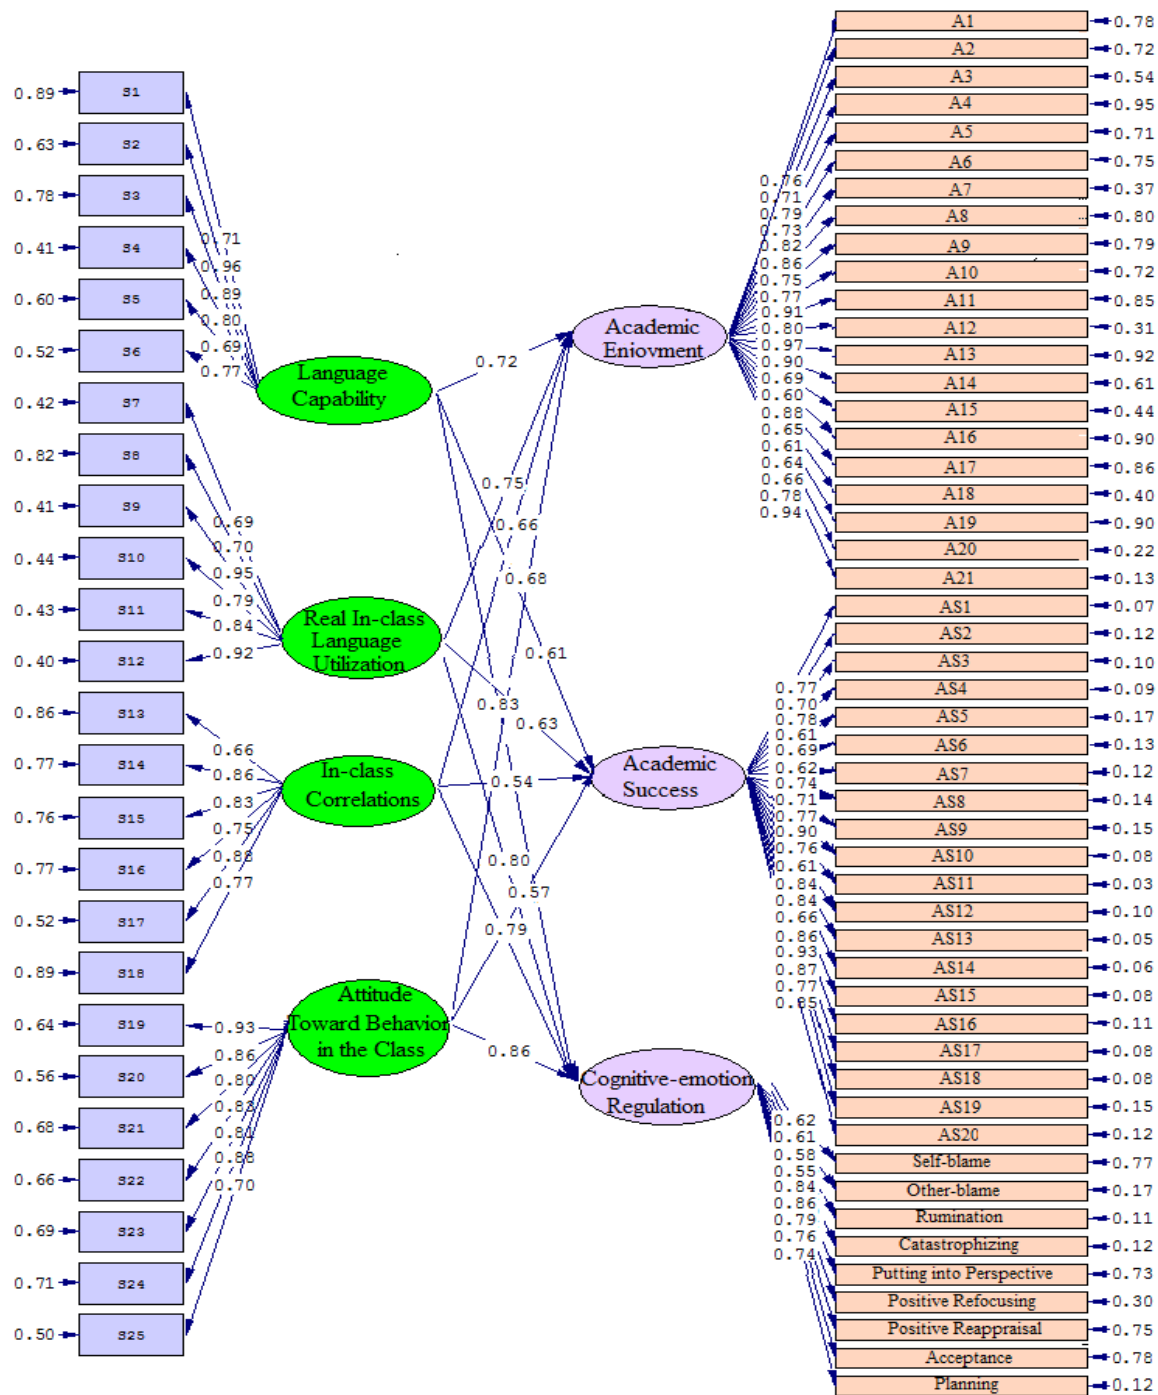 0.89
S1
0.63
S2
0.78
S3
0.41
S4
0.60
S5
0.52
S6
0.42
S7
0.82
S8
0.41
S9
0.44
S10
0.43
S11
0.40
S12
0.86
S13
0.77
S14
0.76
S15
0.77
S16
0.52
S17
0.89
S18
0.64
S19
0.56
S20
0.68
S21
0.66
S22
0.69
S23
0.71
S24
0.50
S25
0.71
0.96
0.89
0.80
0.69
0.77
0.69
0.70
0.95
0.79
0.84
0.92
0.66
0.86
0.83
0.75
0.88
0.77
0.93
0.86
0.80
0.83
0.81
0.88
0.70
Language
Capability
Real In-class
Language
Utilization
In-class
Correlations
Attitude
Toward Behavior
in the Class
0.72
0.75
0.66
0.68
0.61
0.83
0.63
0.54
0.80
0.57
0.79
0.86
Academic
Eniovment
Academic
Success
Cognitive-emotion
Regulation
0.76
0.71
0.79
0.73
0.82
0.86
0.75
0.77
0.91
0.80
0.97
0.90
0.69
0.60
0.88
0.65
0.61
0.64
0.66
0.78
0.94
0.77
0.70
0.78
0.61
0.69
0.62
0.74
0.71
0.77
0.90
0.76
0.61
0.84
0.84
0.66
0.86
0.93
0.87
0.77
0.85
0.62
0.61
0.58
0.55
0.84
0.86
0.79
0.76
0.74
A1 0.78
A2 0.72
A3 0.54
A4 0.95
A5 0.71
A6 0.75
A7 0.37
A8 0.80
A9 0.79
A10 0.72
A11 0.85
A12 0.31
A13 0.92
A14 0.61
A15 0.44
A16 0.90
A17 0.86
A18 0.40
A19 0.90
A20 0.22
A21 0.13
AS1 0.07
AS2 0.12
AS3 0.10
AS4 0.09
AS5 0.17
AS6 0.13
AS7 0.12
AS8 0.14
AS9 0.15
AS10 0.08
AS11 0.03
AS12 0.10
AS13 0.05
AS14 0.06
AS15 0.08
AS16 0.11
AS17 0.08
AS18 0.08
AS19 0.15
AS20 0.12
Self-blame 0.77
Other-blame 0.17
Rumination 0.11
Catastrophizing 0.12
Putting into Perspective 0.73
Positive Refocusing 0.30
Positive Reappraisal 0.75
Acceptance 0.78
Planning 0.12